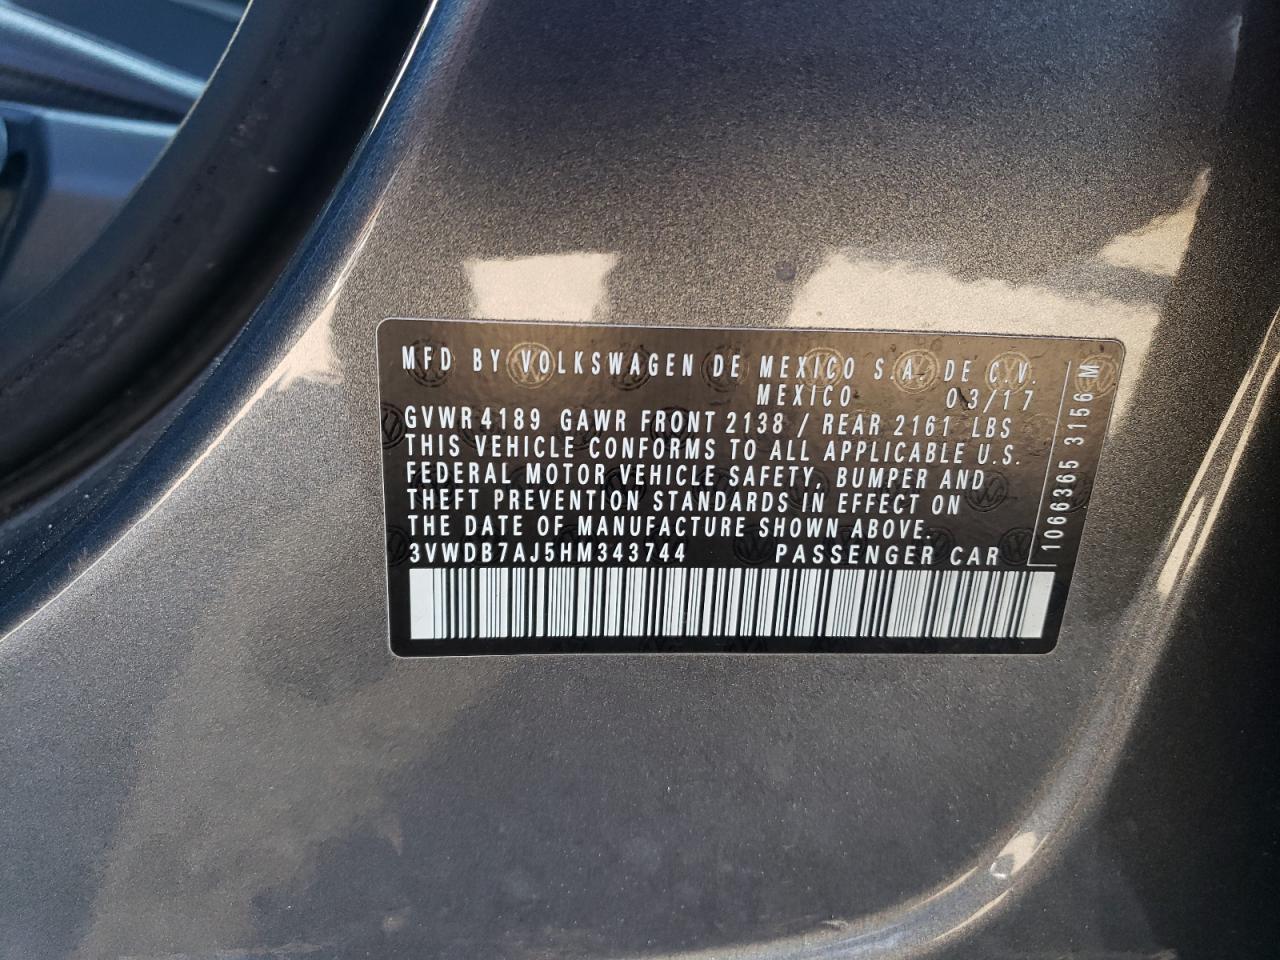 MFD BY VOLKSWAGEN DE MEXICO S.A. DE C.V.
MEXICO 03/17
GVWR 4189 GAWR FRONT 2138 / REAR 2161 LBS
THIS VEHICLE CONFORMS TO ALL APPLICABLE U.S.
FEDERAL MOTOR VEHICLE SAFETY, BUMPER AND
THEFT PREVENTION STANDARDS IN EFFECT ON
THE DATE OF MANUFACTURE SHOWN ABOVE.
3VWDB7AJ5HM343744 PASSENGER CAR
1066365 3156 M